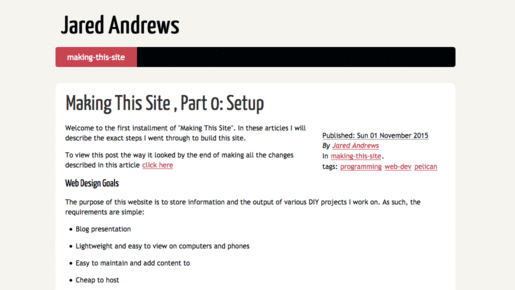 Jared Andrews
making-this-site
Making This Site , Part 0: Setup
Welcome to the first installment of "Making This Site". In these articles I will
describe the exact steps I went through to build this site.
To view this post the way it looked by the end of making all the changes
described in this article click here
Published: Sun 01 November 2015
By Jared Andrews
In making-this-site.
tags: programming web-dev pelican
Web Design Goals
The purpose of this website is to store information and the output of various DIY projects I work on. As such, the
requirements are simple:
• Blog presentation
• Lightweight and easy to view on computers and phones
• Easy to maintain and add content to
• Cheap to host